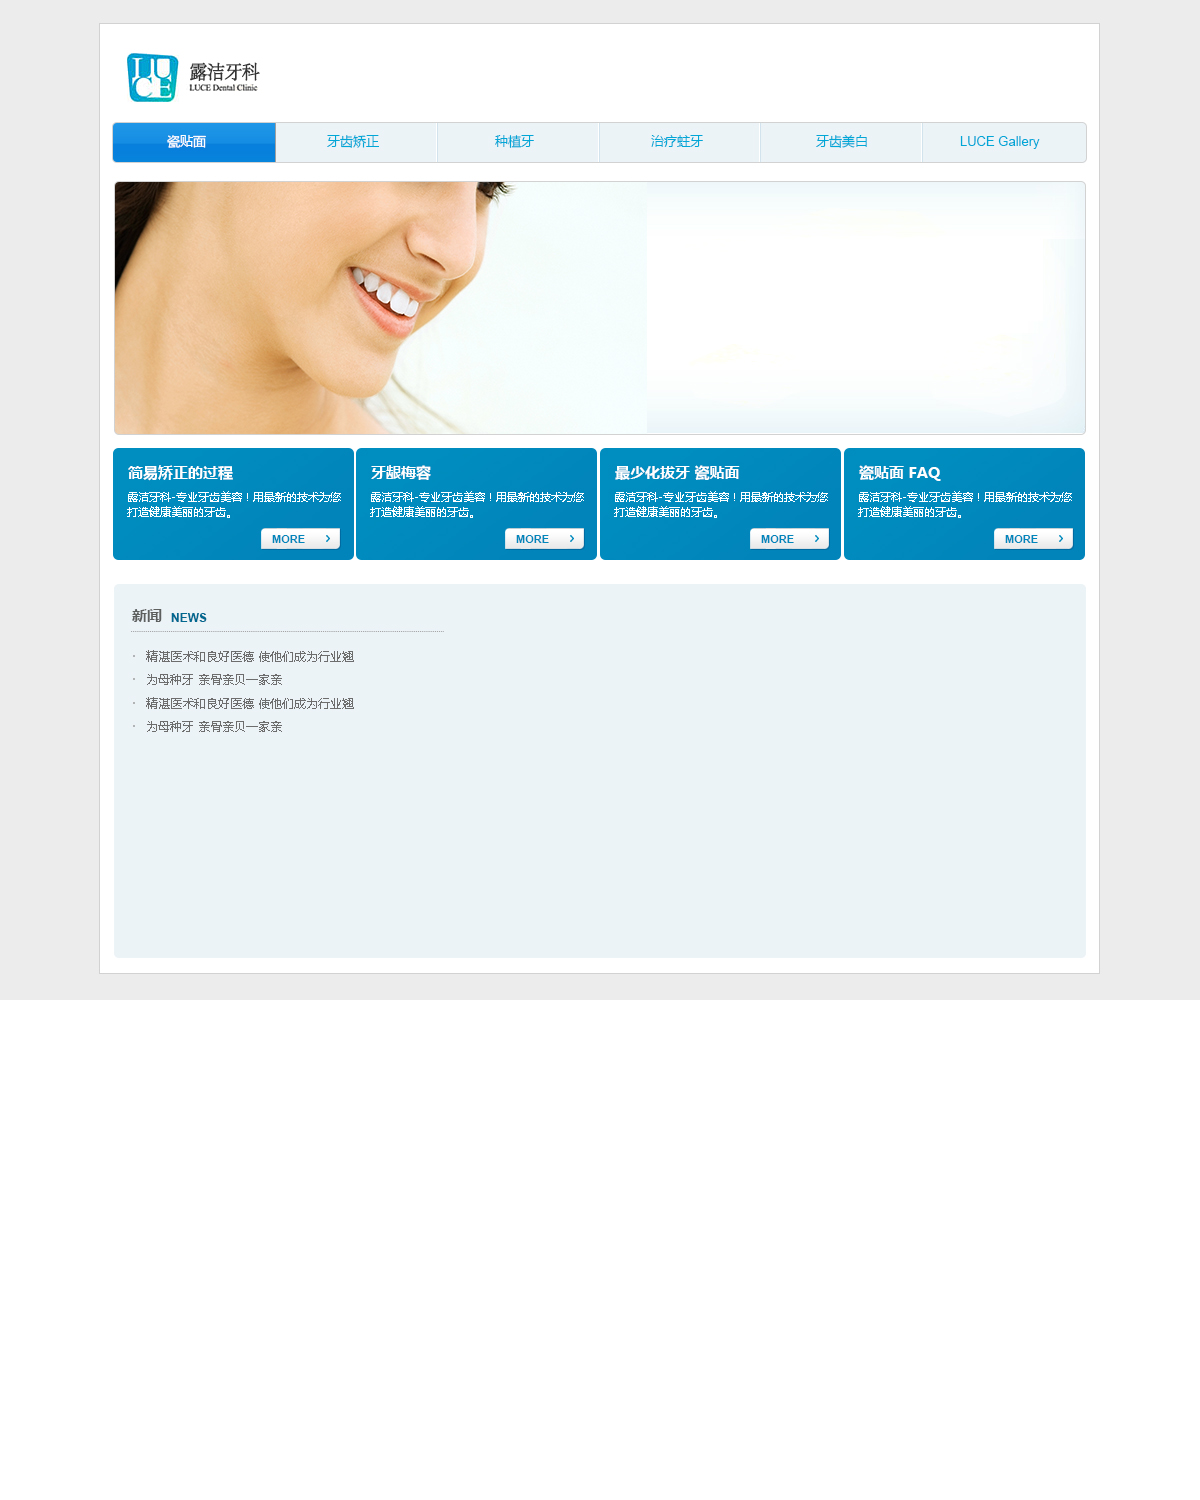 LUCE
露洁牙科
LUCE Dental Clinic
瓷贴面
牙齿矫正
种植牙
治疗蛀牙
牙齿美白
LUCE Gallery
简易矫正的过程
露洁牙科-专业牙齿美容！用最新的技术为您
打造健康美丽的牙齿。
MORE
牙龈梅容
露洁牙科-专业牙齿美容！用最新的技术为您
打造健康美丽的牙齿。
MORE
最少化拔牙 瓷贴面
露洁牙科-专业牙齿美容！用最新的技术为您
打造健康美丽的牙齿。
MORE
瓷贴面 FAQ
露洁牙科-专业牙齿美容！用最新的技术为您
打造健康美丽的牙齿。
MORE
新闻 NEWS
· 精湛医术和良好医德 使他们成为行业翘
· 为母种牙 亲骨亲贝一家亲
· 精湛医术和良好医德 使他们成为行业翘
· 为母种牙 亲骨亲贝一家亲